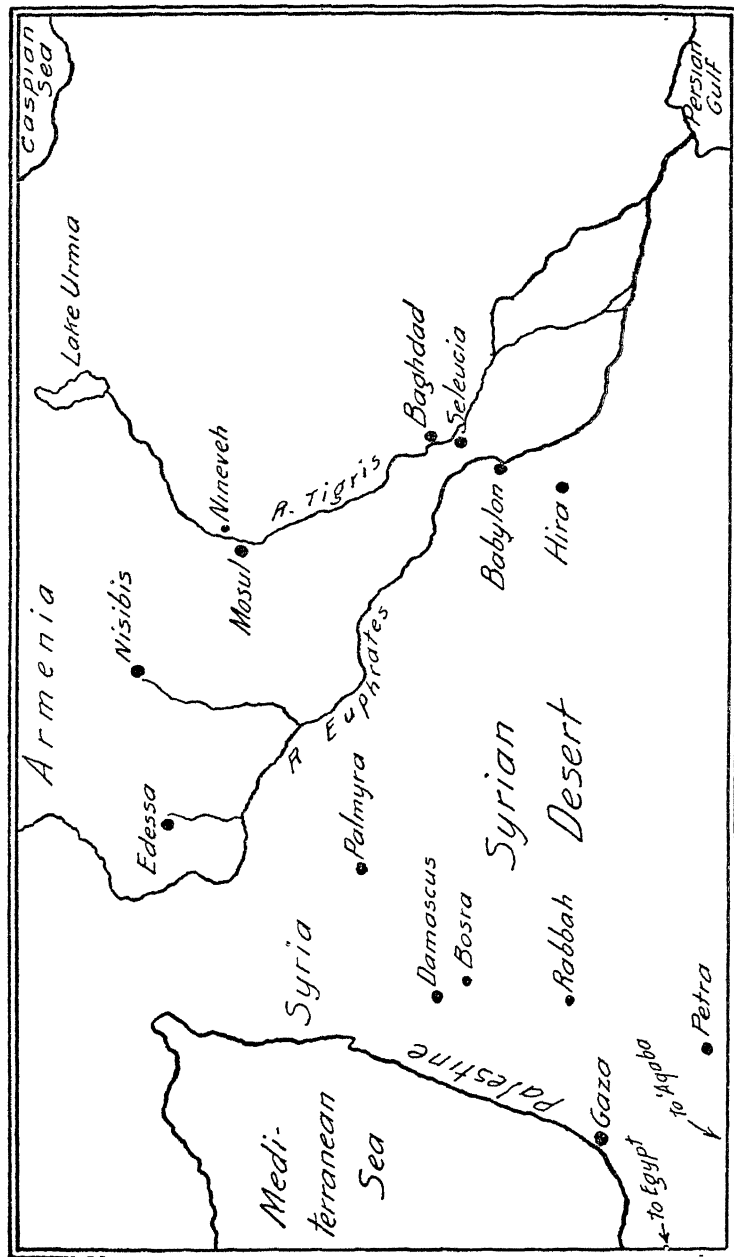 Caspian
Sea
Lake Urmia
Armenia
Nineveh
Mosul
Nisibis
R. Tigris
Baghdad
Seleucia
Babylon
Hira
Persian
Gulf
Edessa
R Euphrates
Palmyra
Syria
Syrian
Desert
Damascus
Bosra
Rabbah
Medi-
terranean
Sea
Palestine
Gaza
to Egypt
to 'Aqaba
Petra